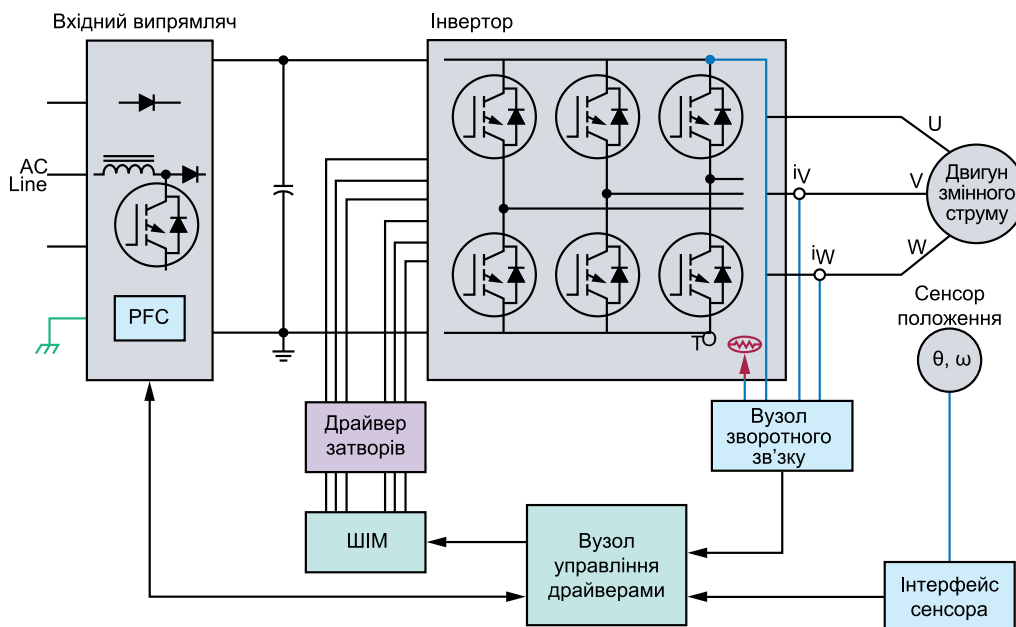 Вхідний випрямляч
Інвертор
AC
Line
PFC
U
iV
V
iW
W
Двигун
змінного
струму
Сенсор
положення
θ, ω
T°
Драйвер
затворів
Вузол
зворотного
зв’зку
ШІМ
Вузол
управління
драйверами
Інтерфейс
сенсора